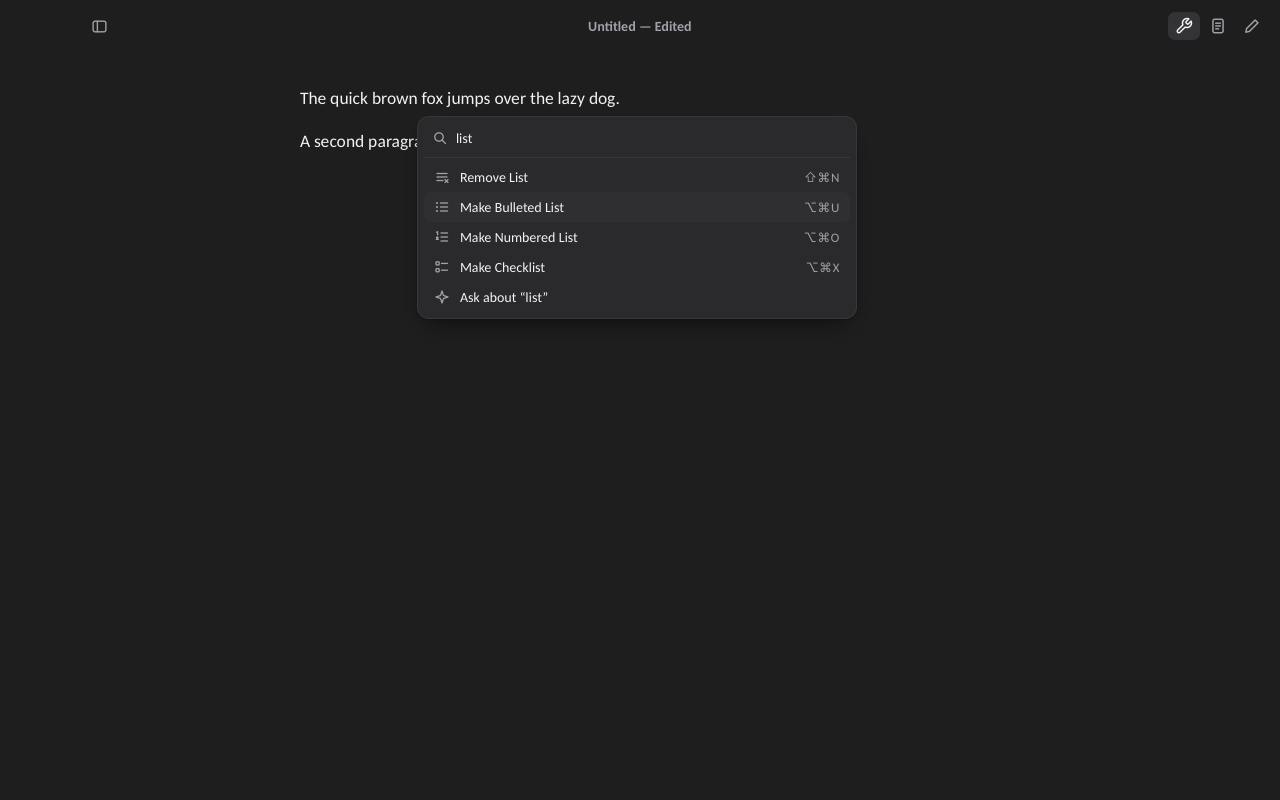 Untitled — Edited
The quick brown fox jumps over the lazy dog.
A second paragra
list
Remove List ⇧⌘N
Make Bulleted List ⌥⌘U
Make Numbered List ⌥⌘O
Make Checklist ⌥⌘X
Ask about “list”